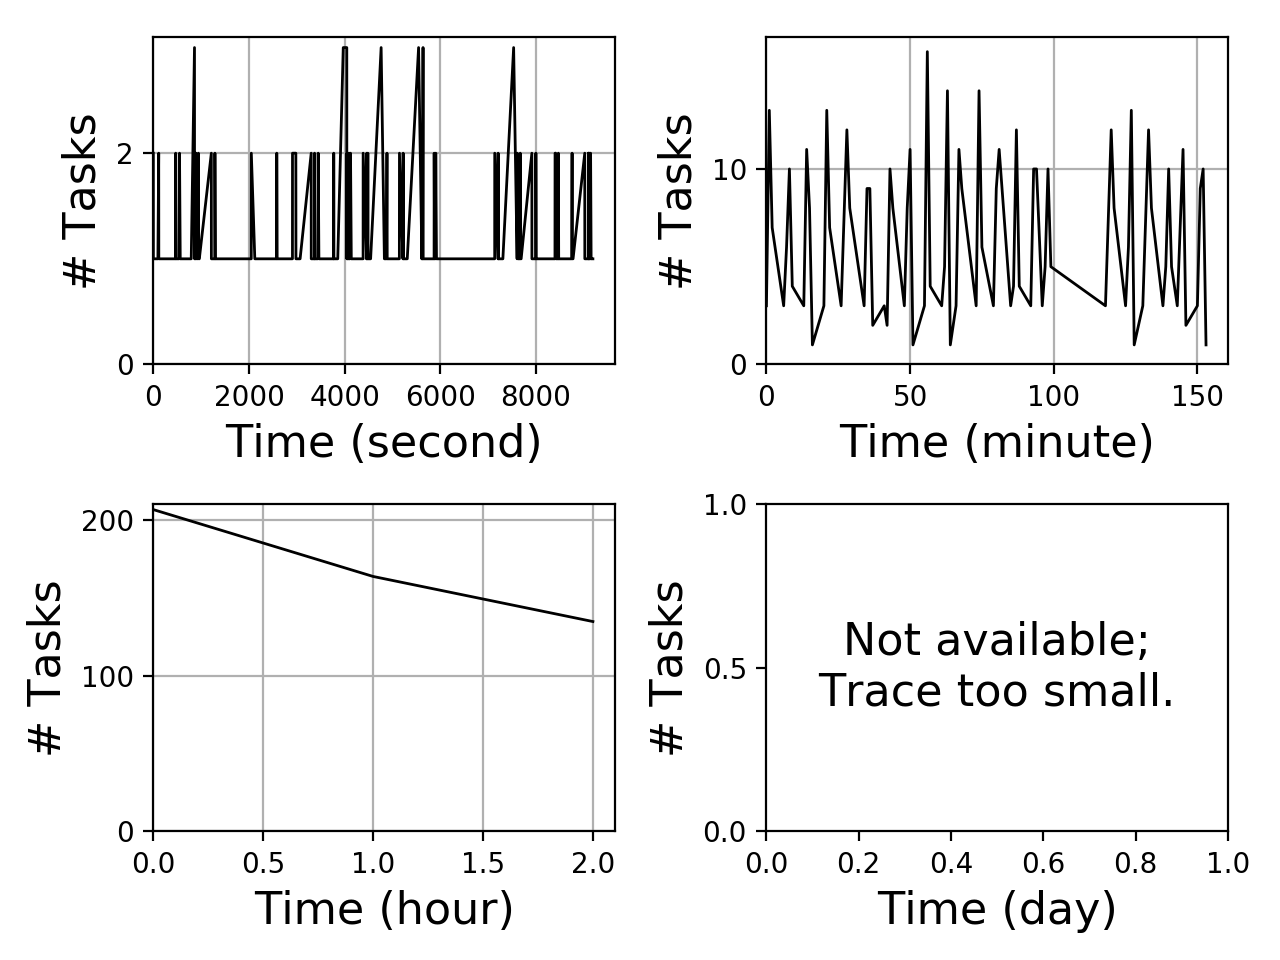 # Tasks
2
0
0 2000 4000 6000 8000
Time (second)
# Tasks
10
0
0 50 100 150
Time (minute)
# Tasks
200
100
0
0.0 0.5 1.0 1.5 2.0
Time (hour)
# Tasks
1.0
0.5
0.0
Not available;
Trace too small.
0.0 0.2 0.4 0.6 0.8 1.0
Time (day)